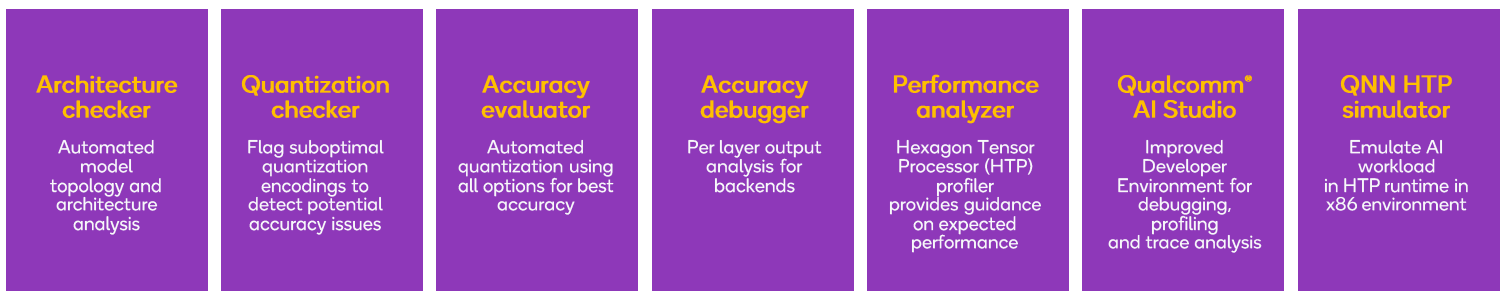 Architecture
checker
Automated
model
topology and
architecture
analysis
Quantization
checker
Flag suboptimal
quantization
encodings to
detect potential
accuracy issues
Accuracy
evaluator
Automated
quantization using
all options for best
accuracy
Accuracy
debugger
Per layer output
analysis for
backends
Performance
analyzer
Hexagon Tensor
Processor (HTP)
profiler
provides guidance
on expected
performance
Qualcomm®
AI Studio
Improved
Developer
Environment for
debugging,
profiling
and trace analysis
QNN HTP
simulator
Emulate AI
workload
in HTP runtime in
x86 environment